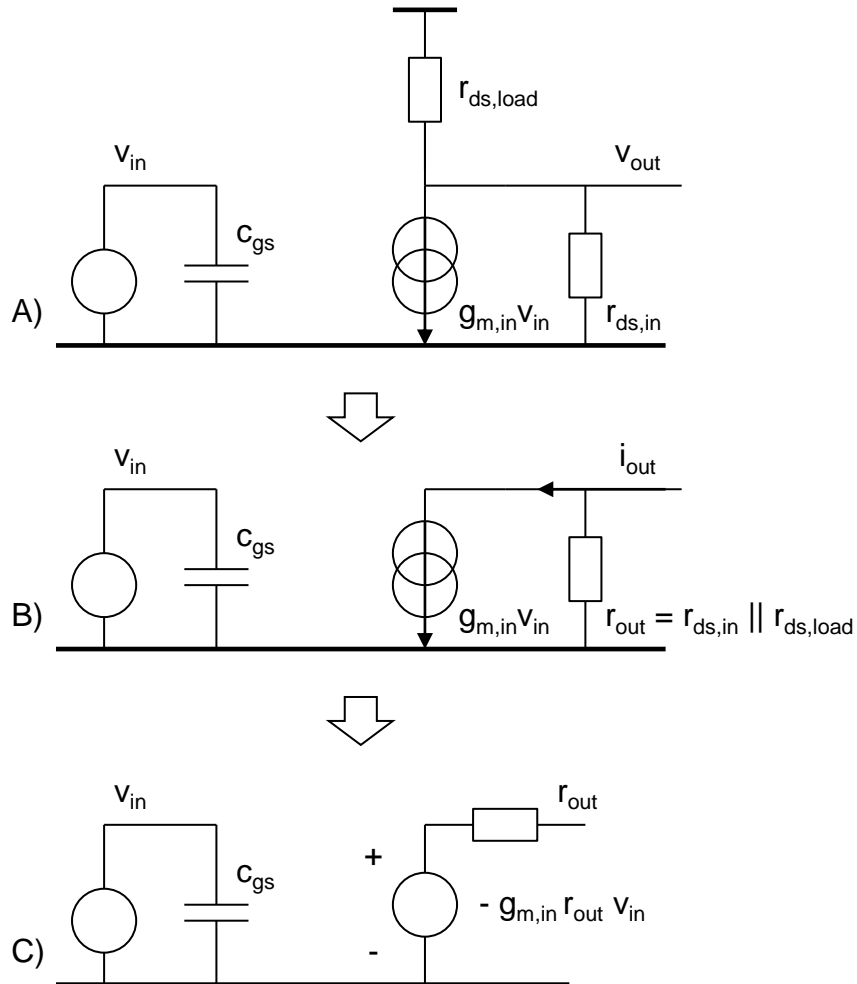 r_ds,load
v_in
v_out
c_gs
A)
g_m,in v_in
r_ds,in
v_in
i_out
c_gs
B)
g_m,in v_in
r_out = r_ds,in || r_ds,load
v_in
r_out
c_gs
+
- g_m,in r_out v_in
-
C)